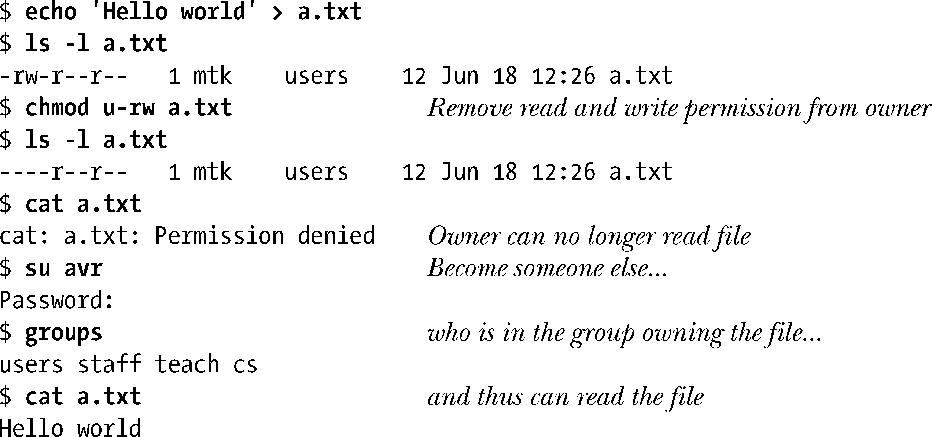 $ echo 'Hello world' > a.txt
$ ls -l a.txt
-rw-r--r-- 1 mtk users 12 Jun 18 12:26 a.txt
$ chmod u-rw a.txt Remove read and write permission from owner
$ ls -l a.txt
----r--r-- 1 mtk users 12 Jun 18 12:26 a.txt
$ cat a.txt
cat: a.txt: Permission denied Owner can no longer read file
$ su avr Become someone else...
Password:
$ groups who is in the group owning the file...
users staff teach cs
$ cat a.txt and thus can read the file
Hello world